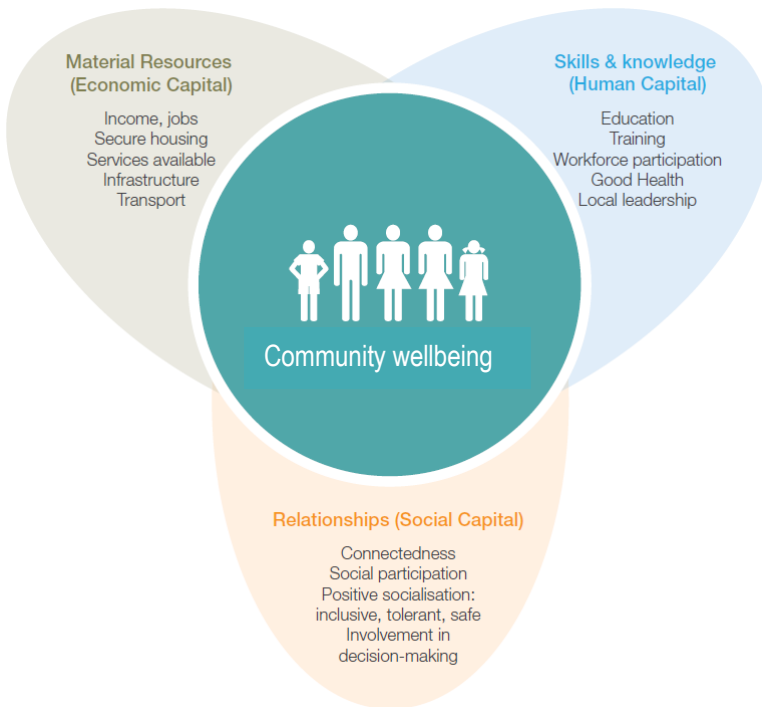 Material Resources
(Economic Capital)
Income, jobs
Secure housing
Services available
Infrastructure
Transport
Skills & knowledge
(Human Capital)
Education
Training
Workforce participation
Good Health
Local leadership
Community wellbeing
Relationships (Social Capital)
Connectedness
Social participation
Positive socialisation:
inclusive, tolerant, safe
Involvement in
decision-making